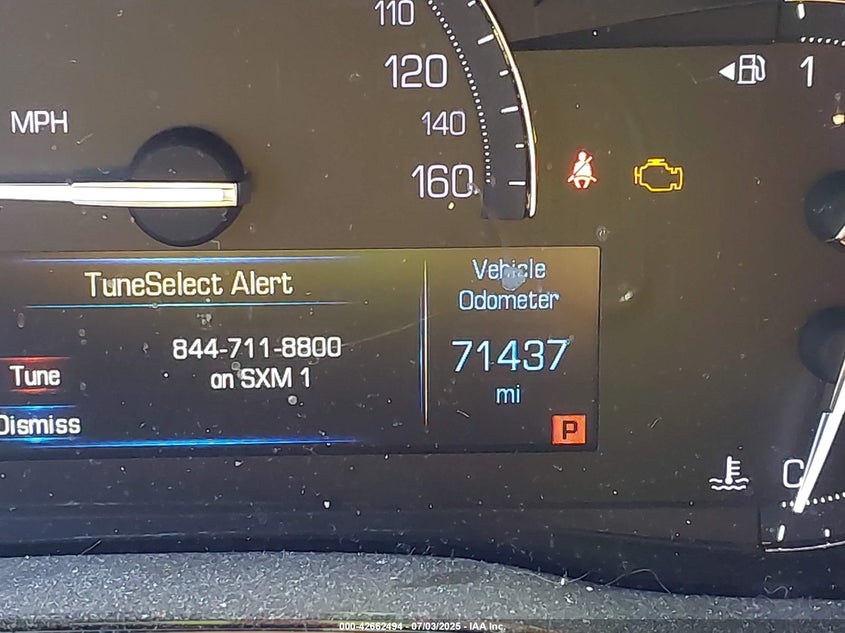 110
120
MPH
140
160
1
TuneSelect Alert
844-711-8800
on SXM 1
Tune
Dismiss
Vehicle
Odometer
71437
mi
P
C
000-42662494 - 07/03/2025 - IAA Inc.